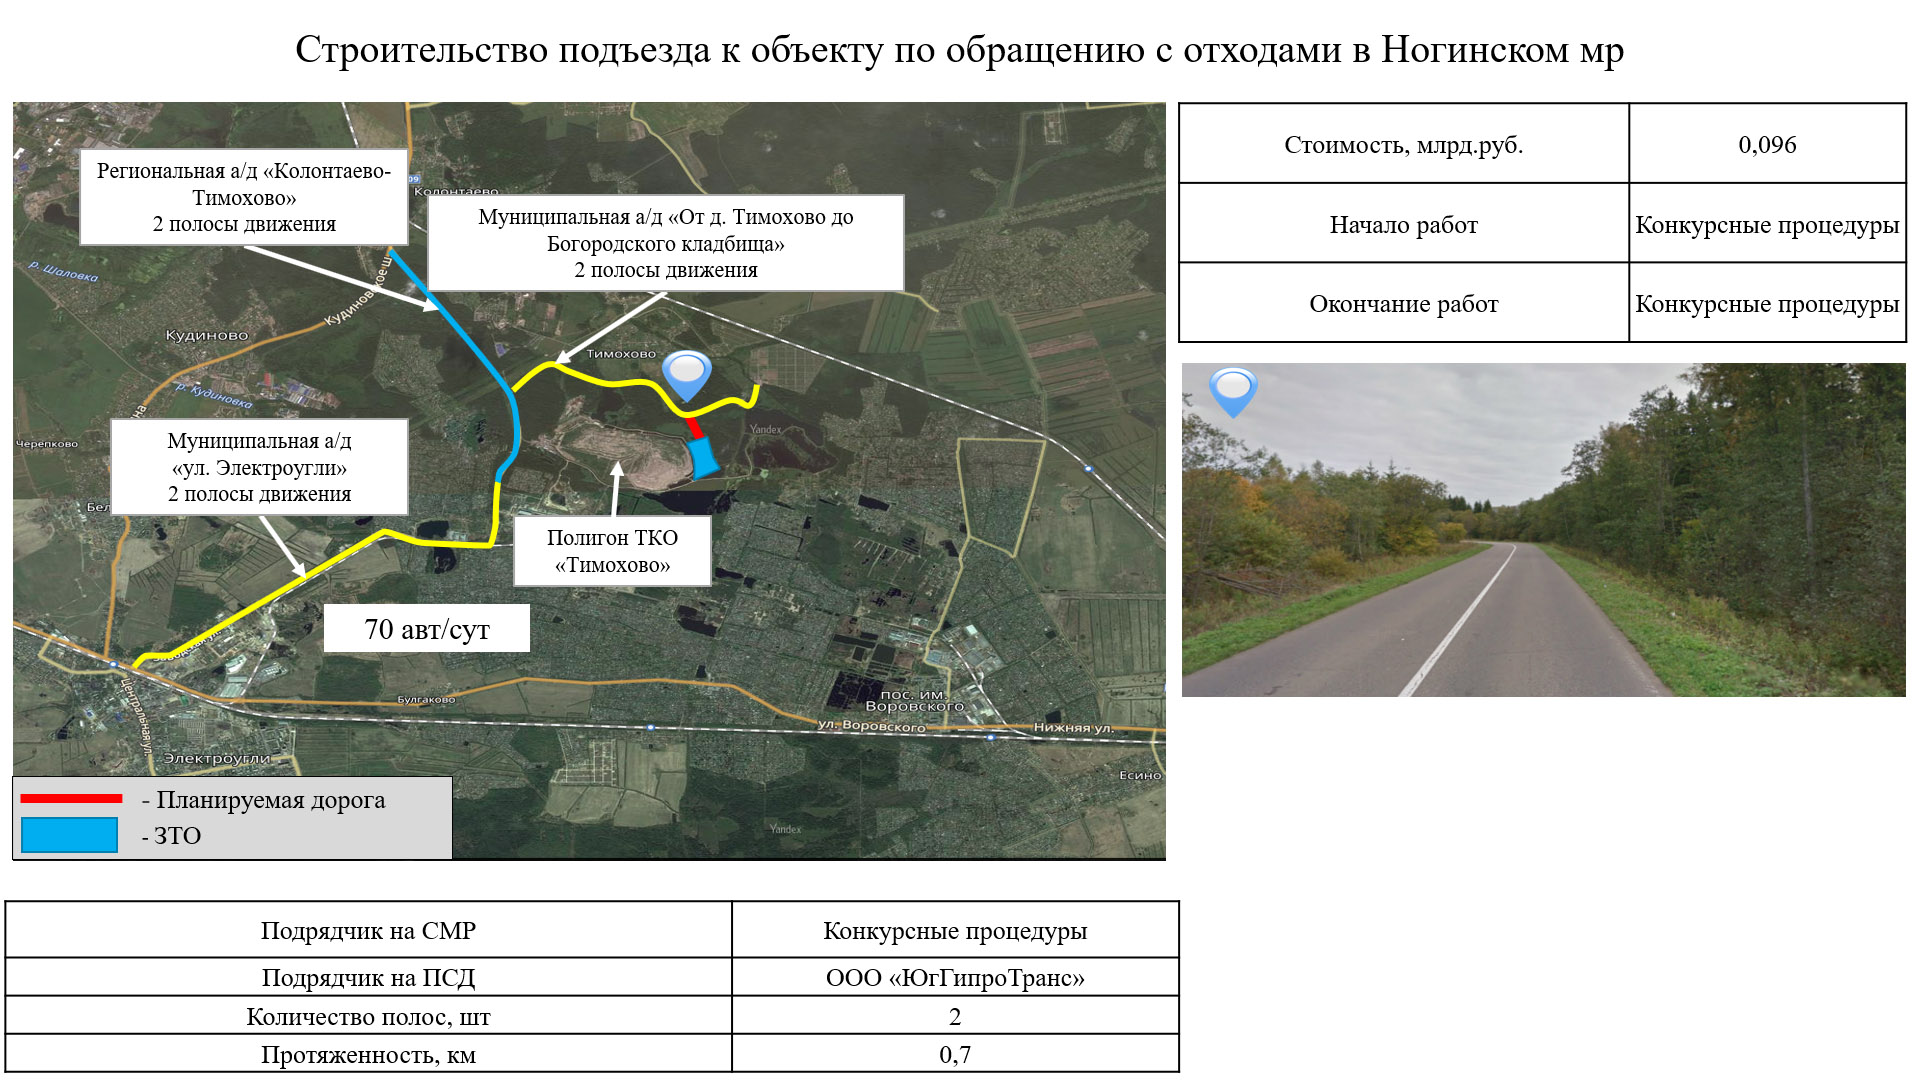 Строительство подъезда к объекту по обращению с отходами в Ногинском мр
Региональная а/д «Колонтаево-
Тимохово»
2 полосы движения
09
Колонтаево
Муниципальная а/д «От д. Тимохово до
Богородского кладбища»
2 полосы движения
р. Шаловка
Кудиновское ш.
Кудиново
р. Кудиновка
Тимохово
Yandex
Черепково
Муниципальная а/д
«ул. Электроугли»
2 полосы движения
Полигон ТКО
«Тимохово»
70 авт/сут
Центральная ул.
Булгаково
пос. им.
Воровского
ул. Воровского
Нижняя ул.
Электроугли
Есино
Yandex
- Планируемая дорога
- ЗТО
Стоимость, млрд.руб. 0,096
Начало работ Конкурсные процедуры
Окончание работ Конкурсные процедуры
Подрядчик на СМР Конкурсные процедуры
Подрядчик на ПСД ООО «ЮгГипроТранс»
Количество полос, шт 2
Протяженность, км 0,7